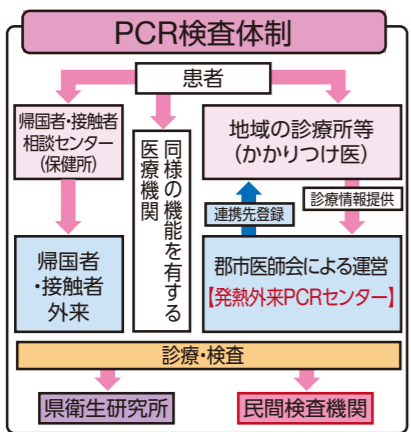 PCR検査体制
患者
帰国者・接触者
相談センター
(保健所)
同様の機能を有する
医療機関
地域の診療所等
(かかりつけ医)
連携先登録
診療情報提供
帰国者
・接触者
外来
郡市医師会による運営
【発熱外来PCRセンター】
診療・検査
県衛生研究所
民間検査機関